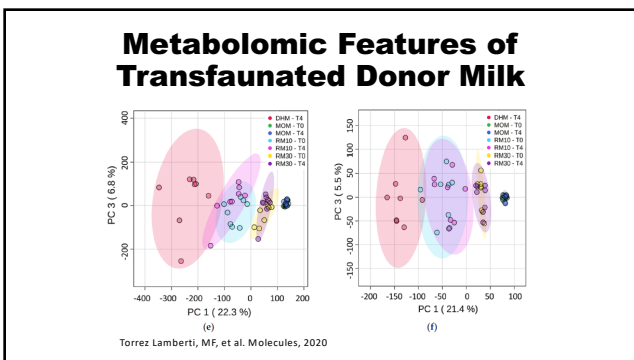 Metabolomic Features of
Transfaunated Donor Milk
400
200
0
-200
PC 3 ( 6.8 %)
-400 -300 -200 -100 0 100 200
PC 1 ( 22.3 %)
DHM - T4
MOM - T0
MOM - T4
RM10 - T0
RM10 - T4
RM30 - T0
RM30 - T4
(e)
150
100
50
0
-50
-100
-150
PC 3 ( 5.5 %)
-200 -150 -100 -50 0 50 100
PC 1 ( 21.4 %)
DHM - T4
MOM - T0
MOM - T4
RM10 - T0
RM10 - T4
RM30 - T0
RM30 - T4
(f)
Torrez Lamberti, MF, et al. Molecules, 2020